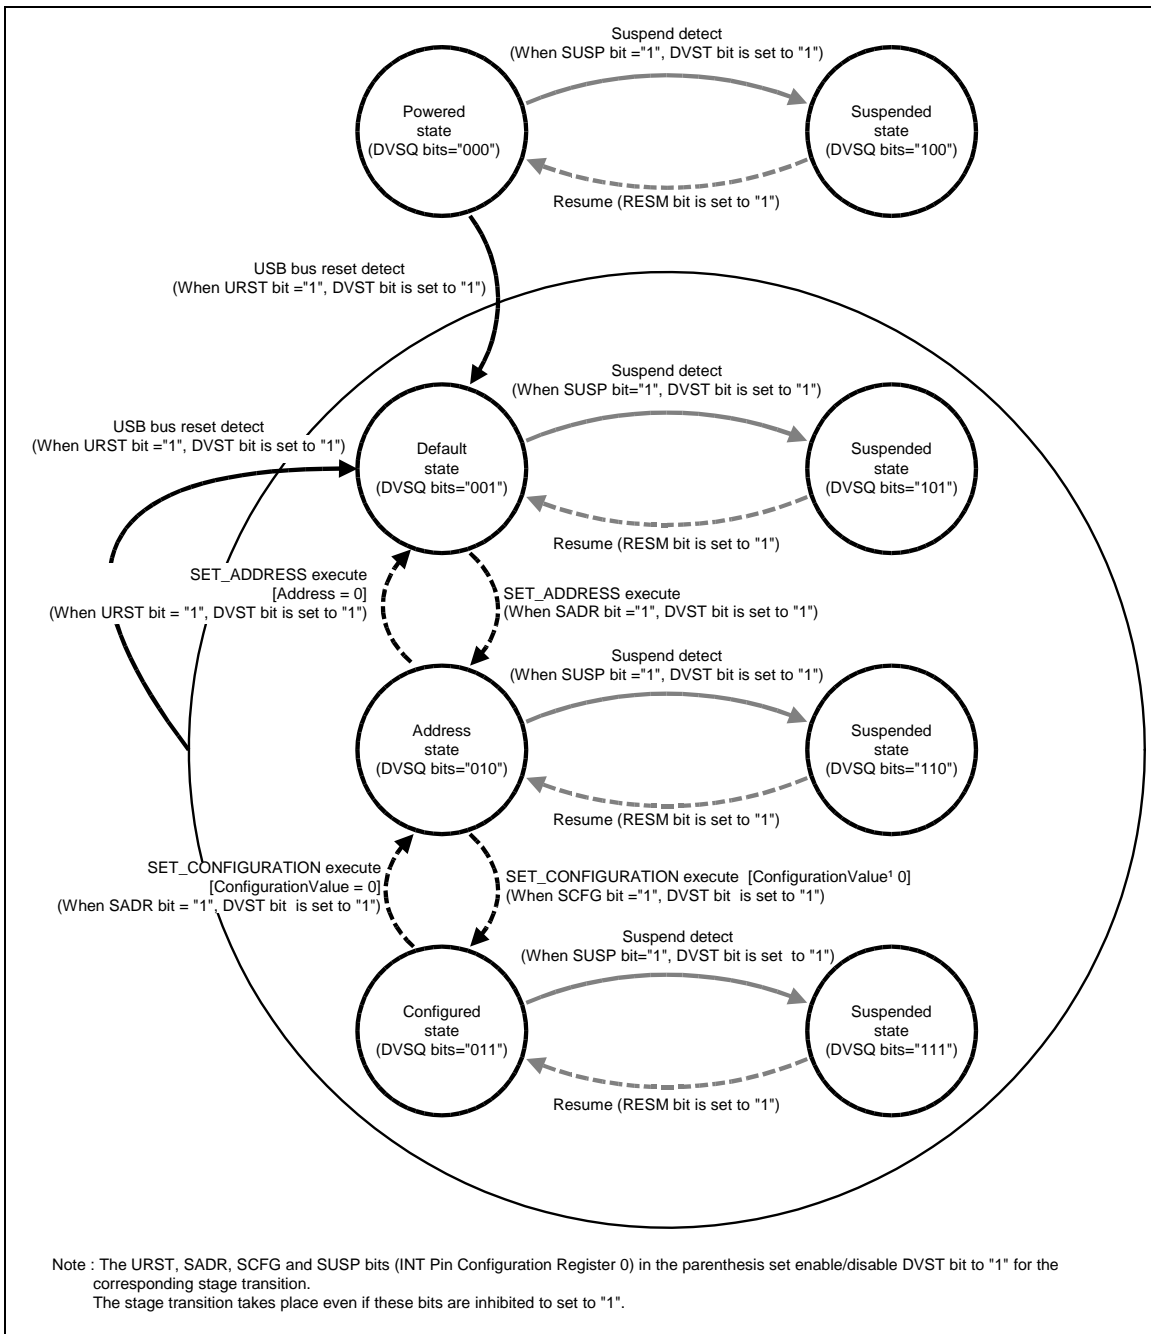 Suspend detect
(When SUSP bit ="1", DVST bit is set to "1")
Powered
state
(DVSQ bits="000")
Suspended
state
(DVSQ bits="100")
Resume (RESM bit is set to "1")
USB bus reset detect
(When URST bit ="1", DVST bit is set to "1")
Suspend detect
(When SUSP bit="1", DVST bit is set to "1")
USB bus reset detect
(When URST bit ="1", DVST bit is set to "1")
Default
state
(DVSQ bits="001")
Suspended
state
(DVSQ bits="101")
Resume (RESM bit is set to "1")
SET_ADDRESS execute
[Address = 0]
(When URST bit = "1", DVST bit is set to "1")
SET_ADDRESS execute
(When SADR bit ="1", DVST bit is set to "1")
Suspend detect
(When SUSP bit ="1", DVST bit is set to "1")
Address
state
(DVSQ bits="010")
Suspended
state
(DVSQ bits="110")
Resume (RESM bit is set to "1")
SET_CONFIGURATION execute
[ConfigurationValue = 0]
(When SADR bit = "1", DVST bit  is set to "1")
SET_CONFIGURATION execute  [ConfigurationValue¹ 0]
(When SCFG bit ="1", DVST bit  is set to "1")
Suspend detect
(When SUSP bit="1", DVST bit is set  to "1")
Configured
state
(DVSQ bits="011")
Suspended
state
(DVSQ bits="111")
Resume (RESM bit is set to "1")
Note : The URST, SADR, SCFG and SUSP bits (INT Pin Configuration Register 0) in the parenthesis set enable/disable DVST bit to "1" for the
corresponding stage transition.
The stage transition takes place even if these bits are inhibited to set to "1".